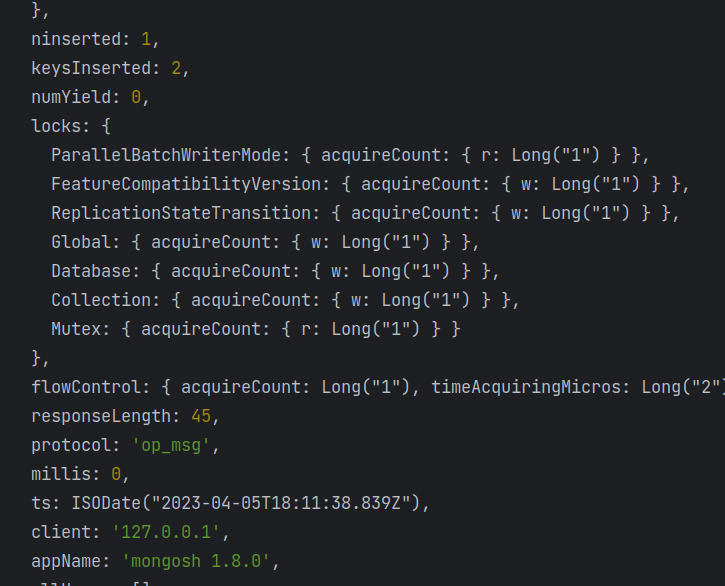 },
ninserted: 1,
keysInserted: 2,
numYield: 0,
locks: {
ParallelBatchWriterMode: { acquireCount: { r: Long("1") } },
FeatureCompatibilityVersion: { acquireCount: { w: Long("1") } },
ReplicationStateTransition: { acquireCount: { w: Long("1") } },
Global: { acquireCount: { w: Long("1") } },
Database: { acquireCount: { w: Long("1") } },
Collection: { acquireCount: { w: Long("1") } },
Mutex: { acquireCount: { r: Long("1") } }
},
flowControl: { acquireCount: Long("1"), timeAcquiringMicros: Long("2")
responseLength: 45,
protocol: 'op_msg',
millis: 0,
ts: ISODate("2023-04-05T18:11:38.839Z"),
client: '127.0.0.1',
appName: 'mongosh 1.8.0',